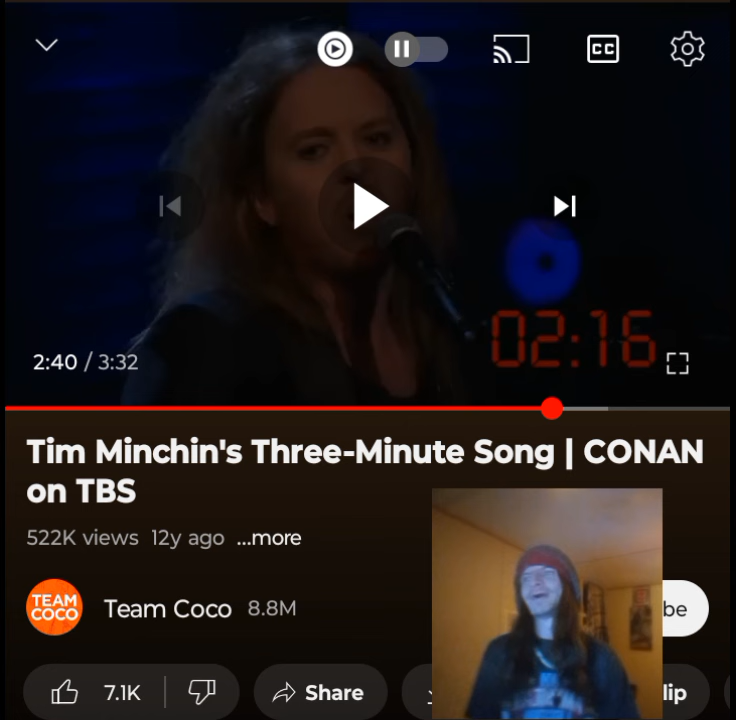 CC
02:16
2:40 / 3:32
Tim Minchin's Three-Minute Song | CONAN
on TBS
522K views 12y ago ...more
TEAM
COCO
Team Coco 8.8M
be
7.1K
Share
lip